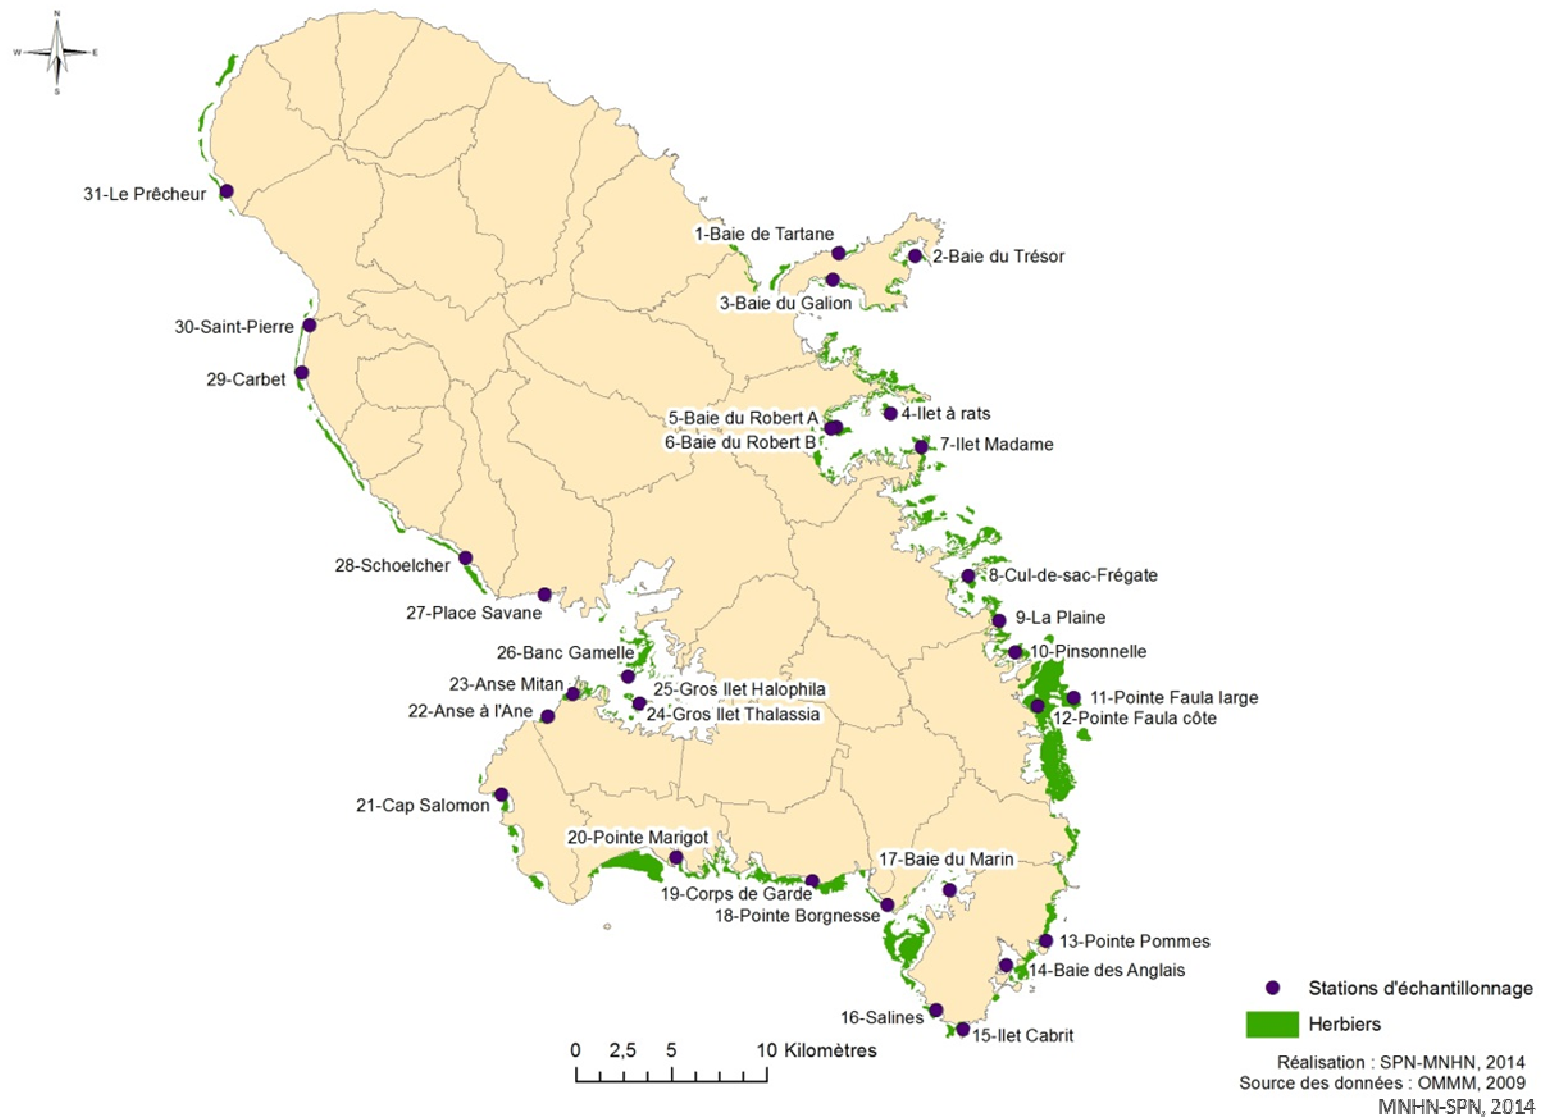 N
W E
S
31-Le Prêcheur
1-Baie de Tartane
2-Baie du Trésor
3-Baie du Galion
30-Saint-Pierre
29-Carbet
5-Baie du Robert A
4-Ilet à rats
6-Baie du Robert B
7-Ilet Madame
28-Schoelcher
8-Cul-de-sac-Frégate
27-Place Savane
9-La Plaine
26-Banc Gamelle
10-Pinsonnelle
23-Anse Mitan
25-Gros Ilet Halophila
11-Pointe Faula large
22-Anse à l'Ane
24-Gros Ilet Thalassia
12-Pointe Faula côte
21-Cap Salomon
20-Pointe Marigot
17-Baie du Marin
19-Corps de Garde
18-Pointe Borgnesse
13-Pointe Pommes
14-Baie des Anglais
16-Salines
15-Ilet Cabrit
Stations d'échantillonnage
Herbiers
0 2,5 5 10 Kilomètres
Réalisation : SPN-MNHN, 2014
Source des données : OMMM, 2009
MNHN-SPN, 2014